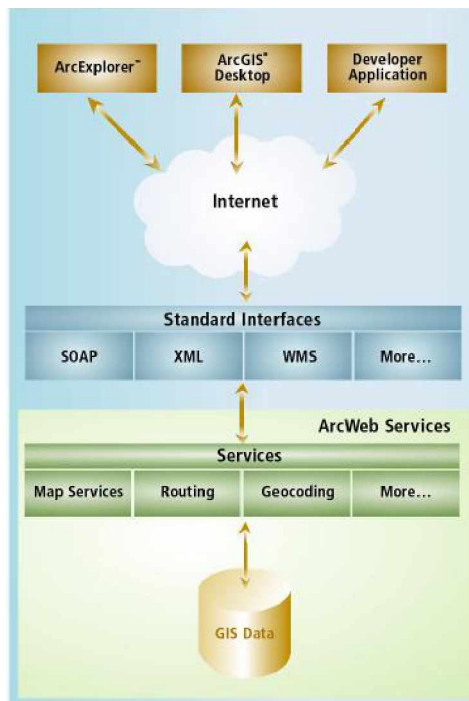 ArcExplorer™
ArcGIS®
Desktop
Developer
Application
Internet
Standard Interfaces
SOAP
XML
WMS
More...
ArcWeb Services
Services
Map Services
Routing
Geocoding
More...
GIS Data